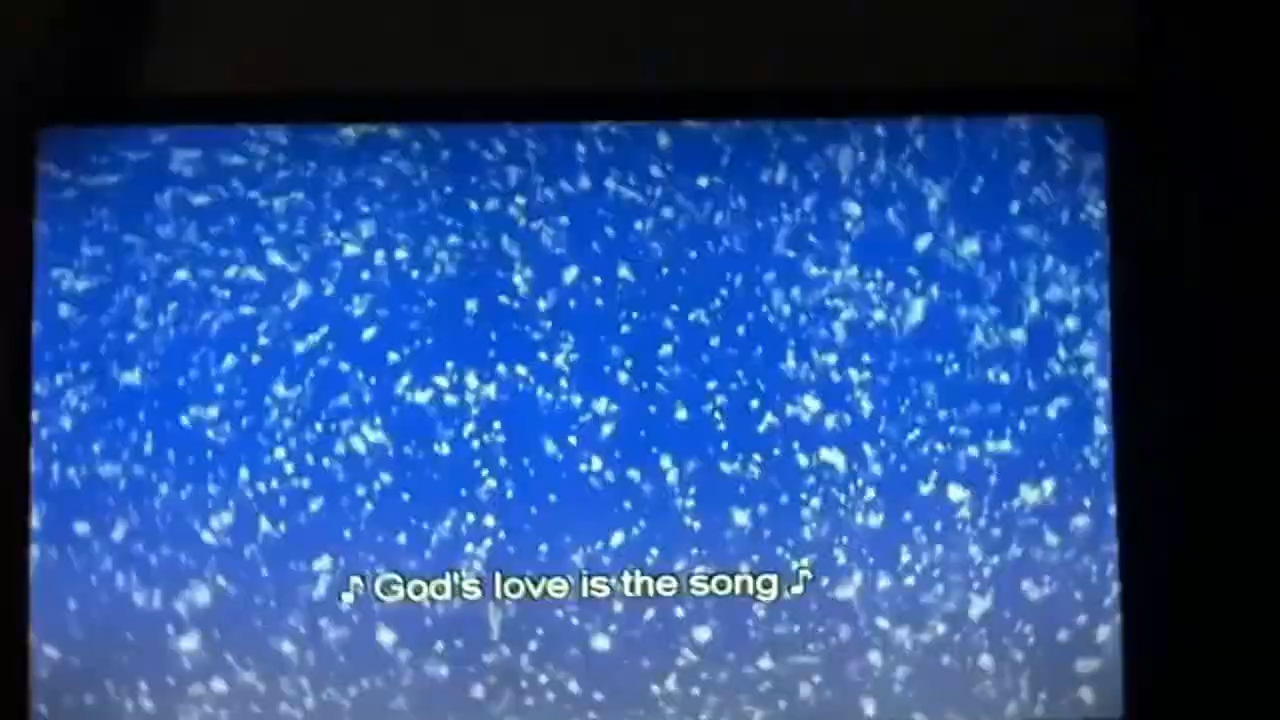 ♪ God's love is the song ♪